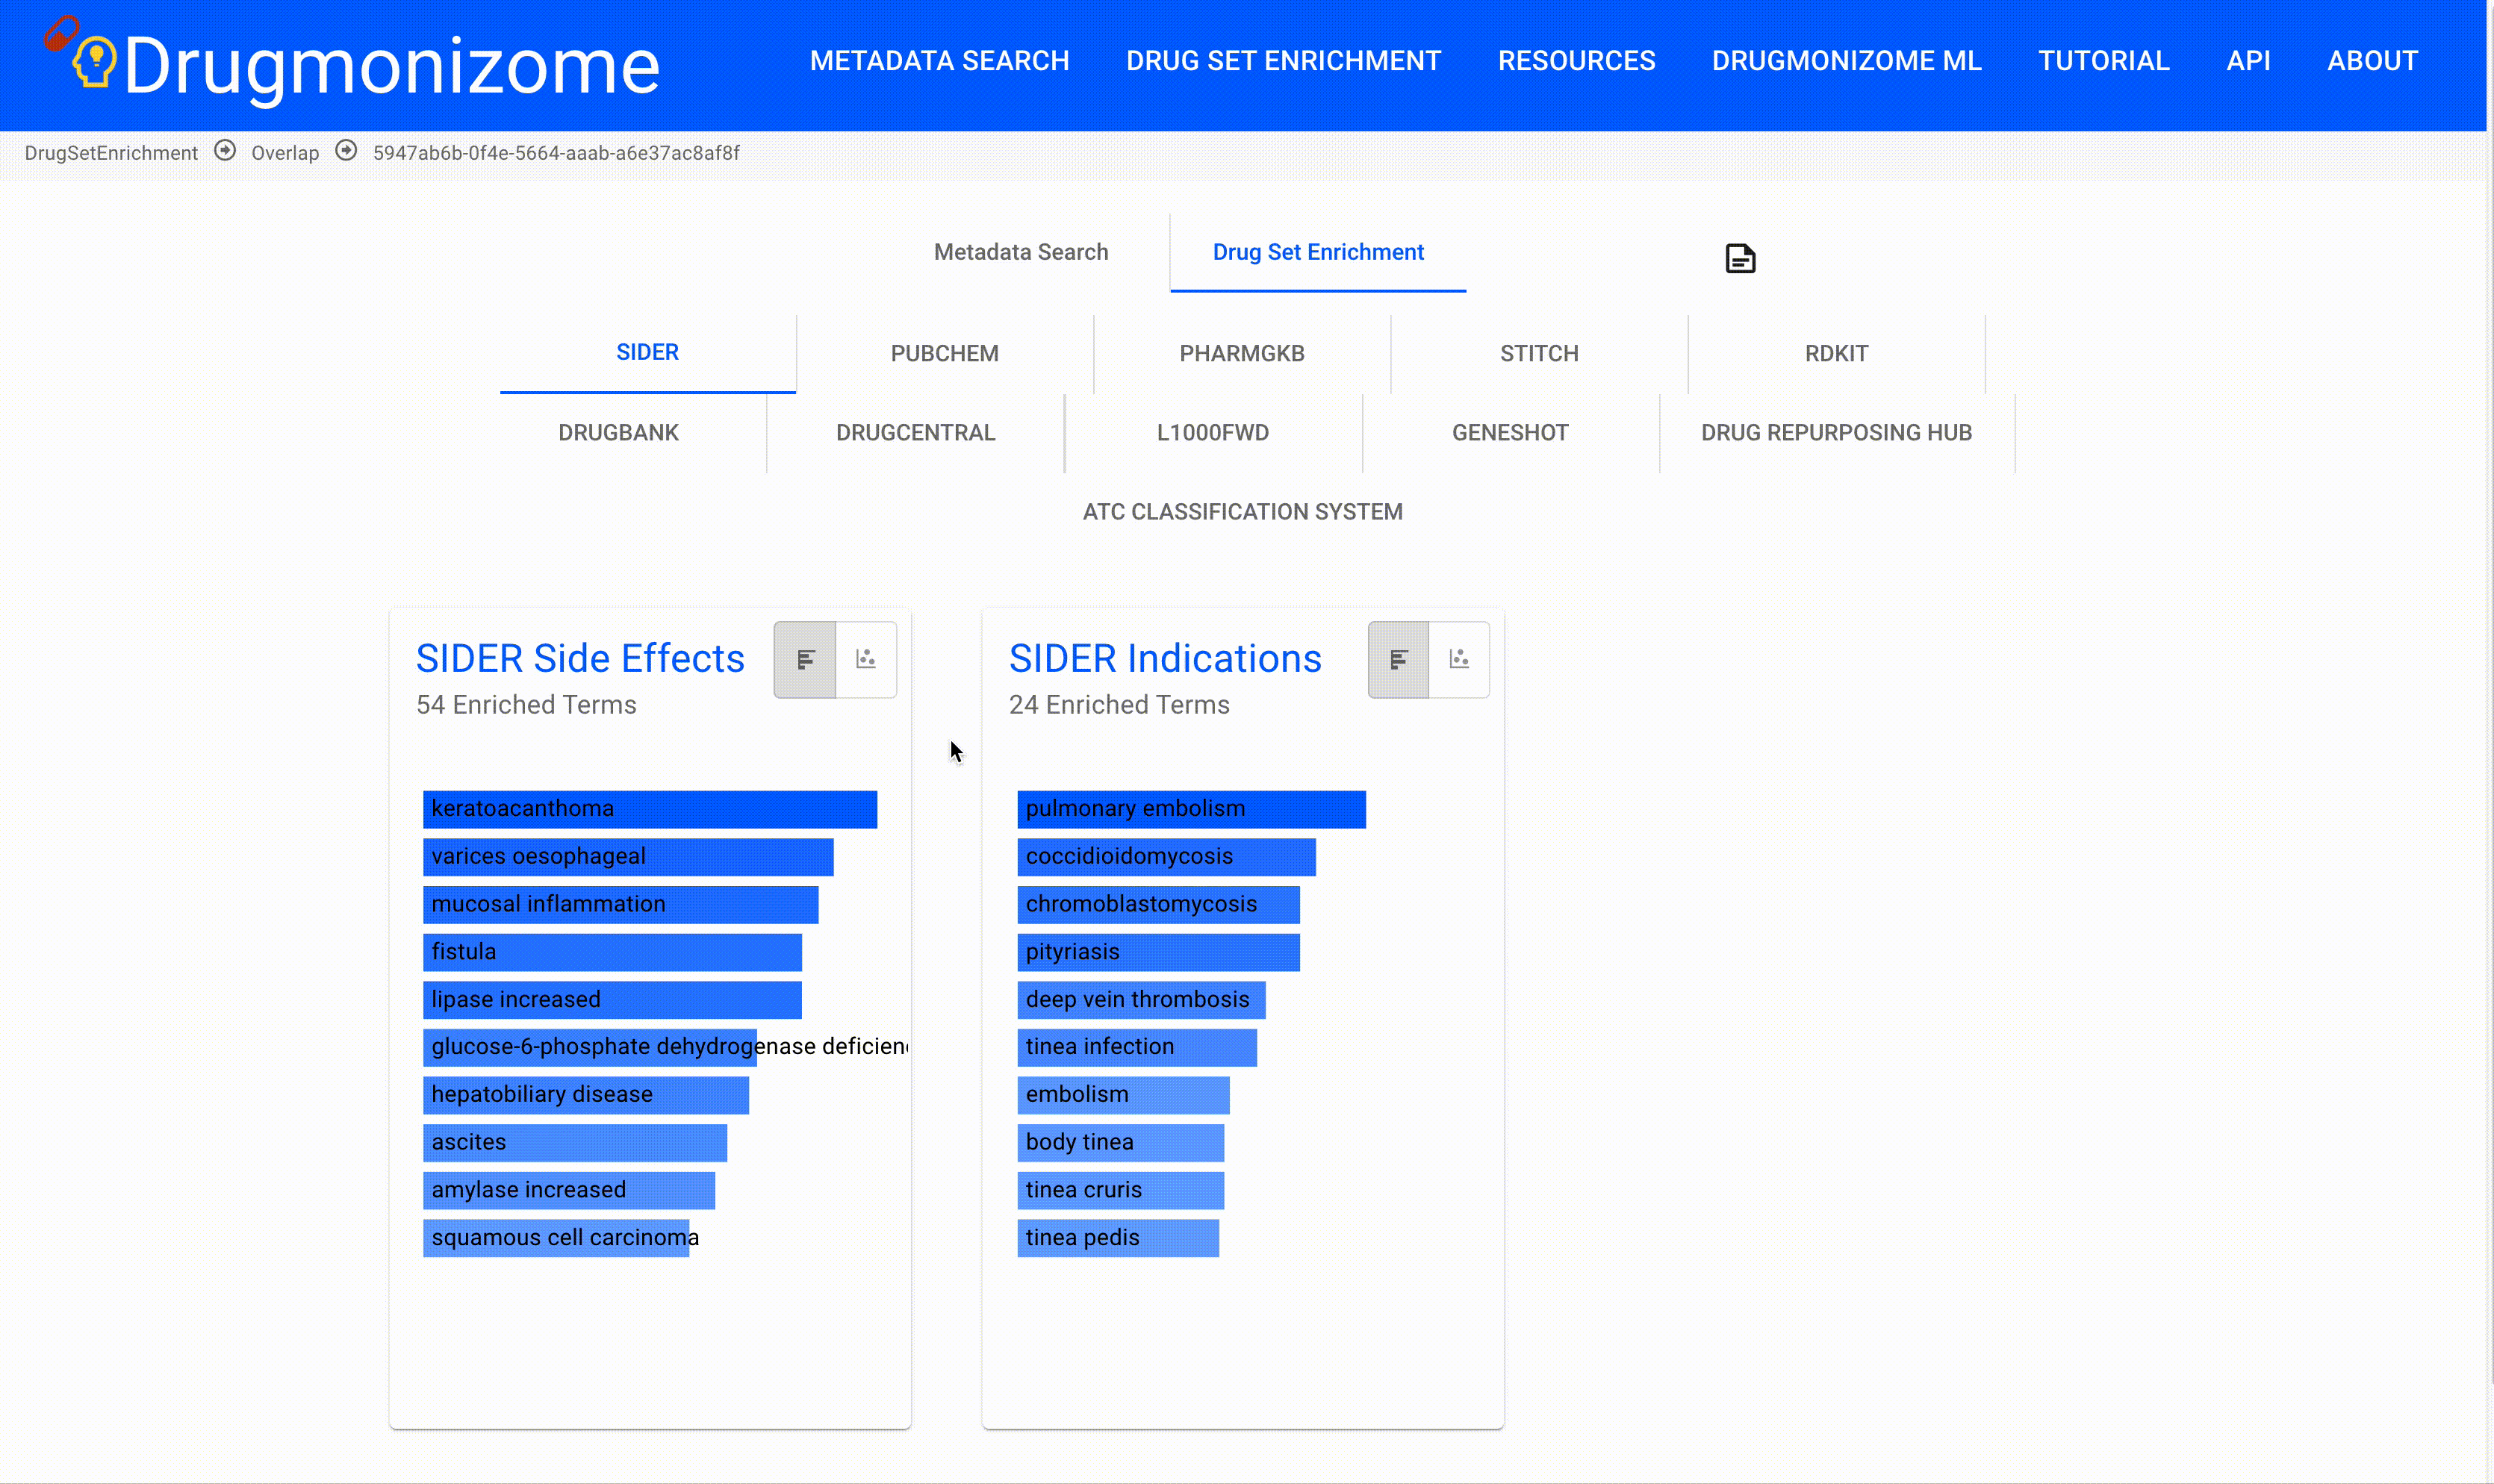 Drugmonizome
METADATA SEARCH DRUG SET ENRICHMENT RESOURCES DRUGMONIZOME ML TUTORIAL API ABOUT
DrugSetEnrichment Overlap 5947ab6b-0f4e-5664-aaab-a6e37ac8af8f
Metadata Search Drug Set Enrichment
SIDER PUBCHEM PHARMGKB STITCH RDKIT
DRUGBANK DRUGCENTRAL L1000FWD GENESHOT DRUG REPURPOSING HUB
ATC CLASSIFICATION SYSTEM
SIDER Side Effects
54 Enriched Terms
keratoacanthoma
varices oesophageal
mucosal inflammation
fistula
lipase increased
glucose-6-phosphate dehydrogenase deficien
hepatobiliary disease
ascites
amylase increased
squamous cell carcinoma
SIDER Indications
24 Enriched Terms
pulmonary embolism
coccidioidomycosis
chromoblastomycosis
pityriasis
deep vein thrombosis
tinea infection
embolism
body tinea
tinea cruris
tinea pedis